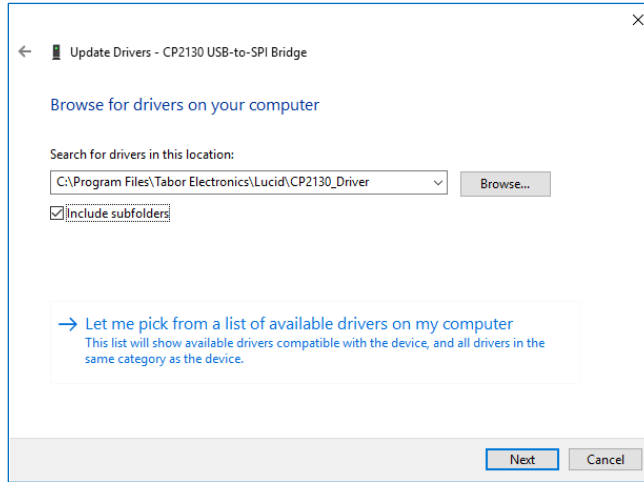 Update Drivers - CP2130 USB-to-SPI Bridge
Browse for drivers on your computer
Search for drivers in this location:
C:\Program Files\Tabor Electronics\Lucid\CP2130_Driver
Browse...
Include subfolders
Let me pick from a list of available drivers on my computer
This list will show available drivers compatible with the device, and all drivers in the
same category as the device.
Next
Cancel